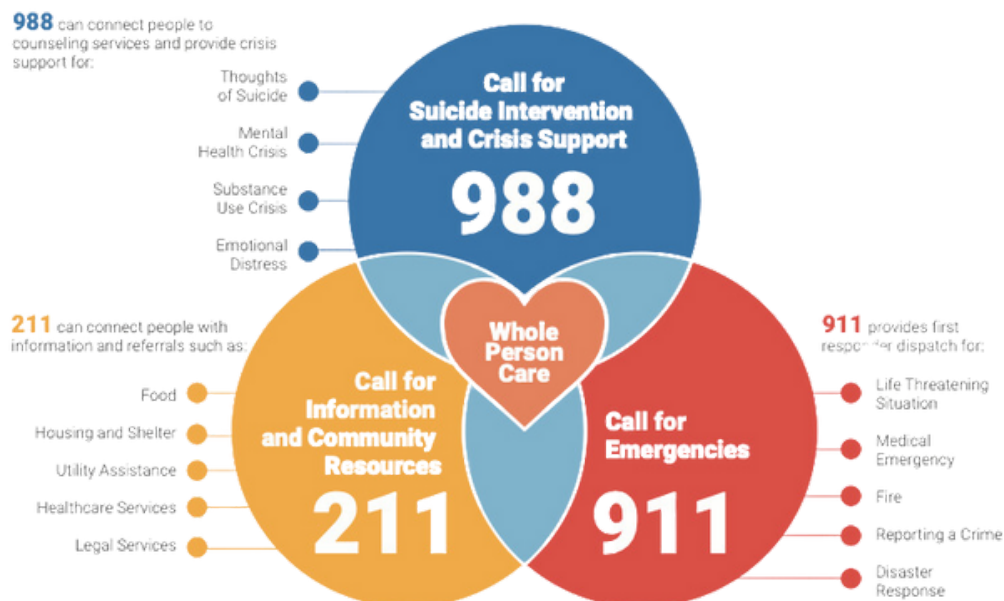 988 can connect people to
counseling services and provide crisis
support for:
Thoughts
of Suicide
Mental
Health Crisis
Substance
Use Crisis
Emotional
Distress
Call for
Suicide Intervention
and Crisis Support
988
211 can connect people with
information and referrals such as:
Food
Housing and Shelter
Utility Assistance
Healthcare Services
Legal Services
Call for
Information
and Community
Resources
211
Whole
Person
Care
Call for
Emergencies
911
911 provides first
responder dispatch for:
Life Threatening
Situation
Medical
Emergency
Fire
Reporting a Crime
Disaster
Response